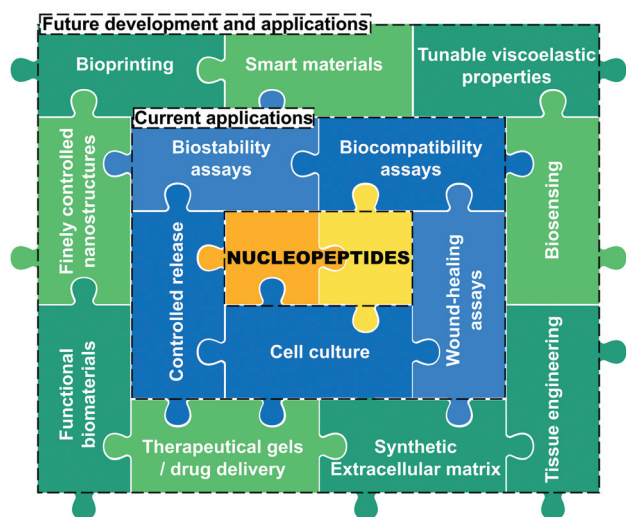 Future development and applications
Bioprinting
Smart materials
Tunable viscoelastic
properties
Current applications
Biostability
assays
Biocompatibility
assays
Finely controlled
nanostructures
Biosensing
Controlled release
NUCLEOPEPTIDES
Wound-healing
assays
Cell culture
Functional
biomaterials
Therapeutical gels
/ drug delivery
Synthetic
Extracellular matrix
Tissue engineering